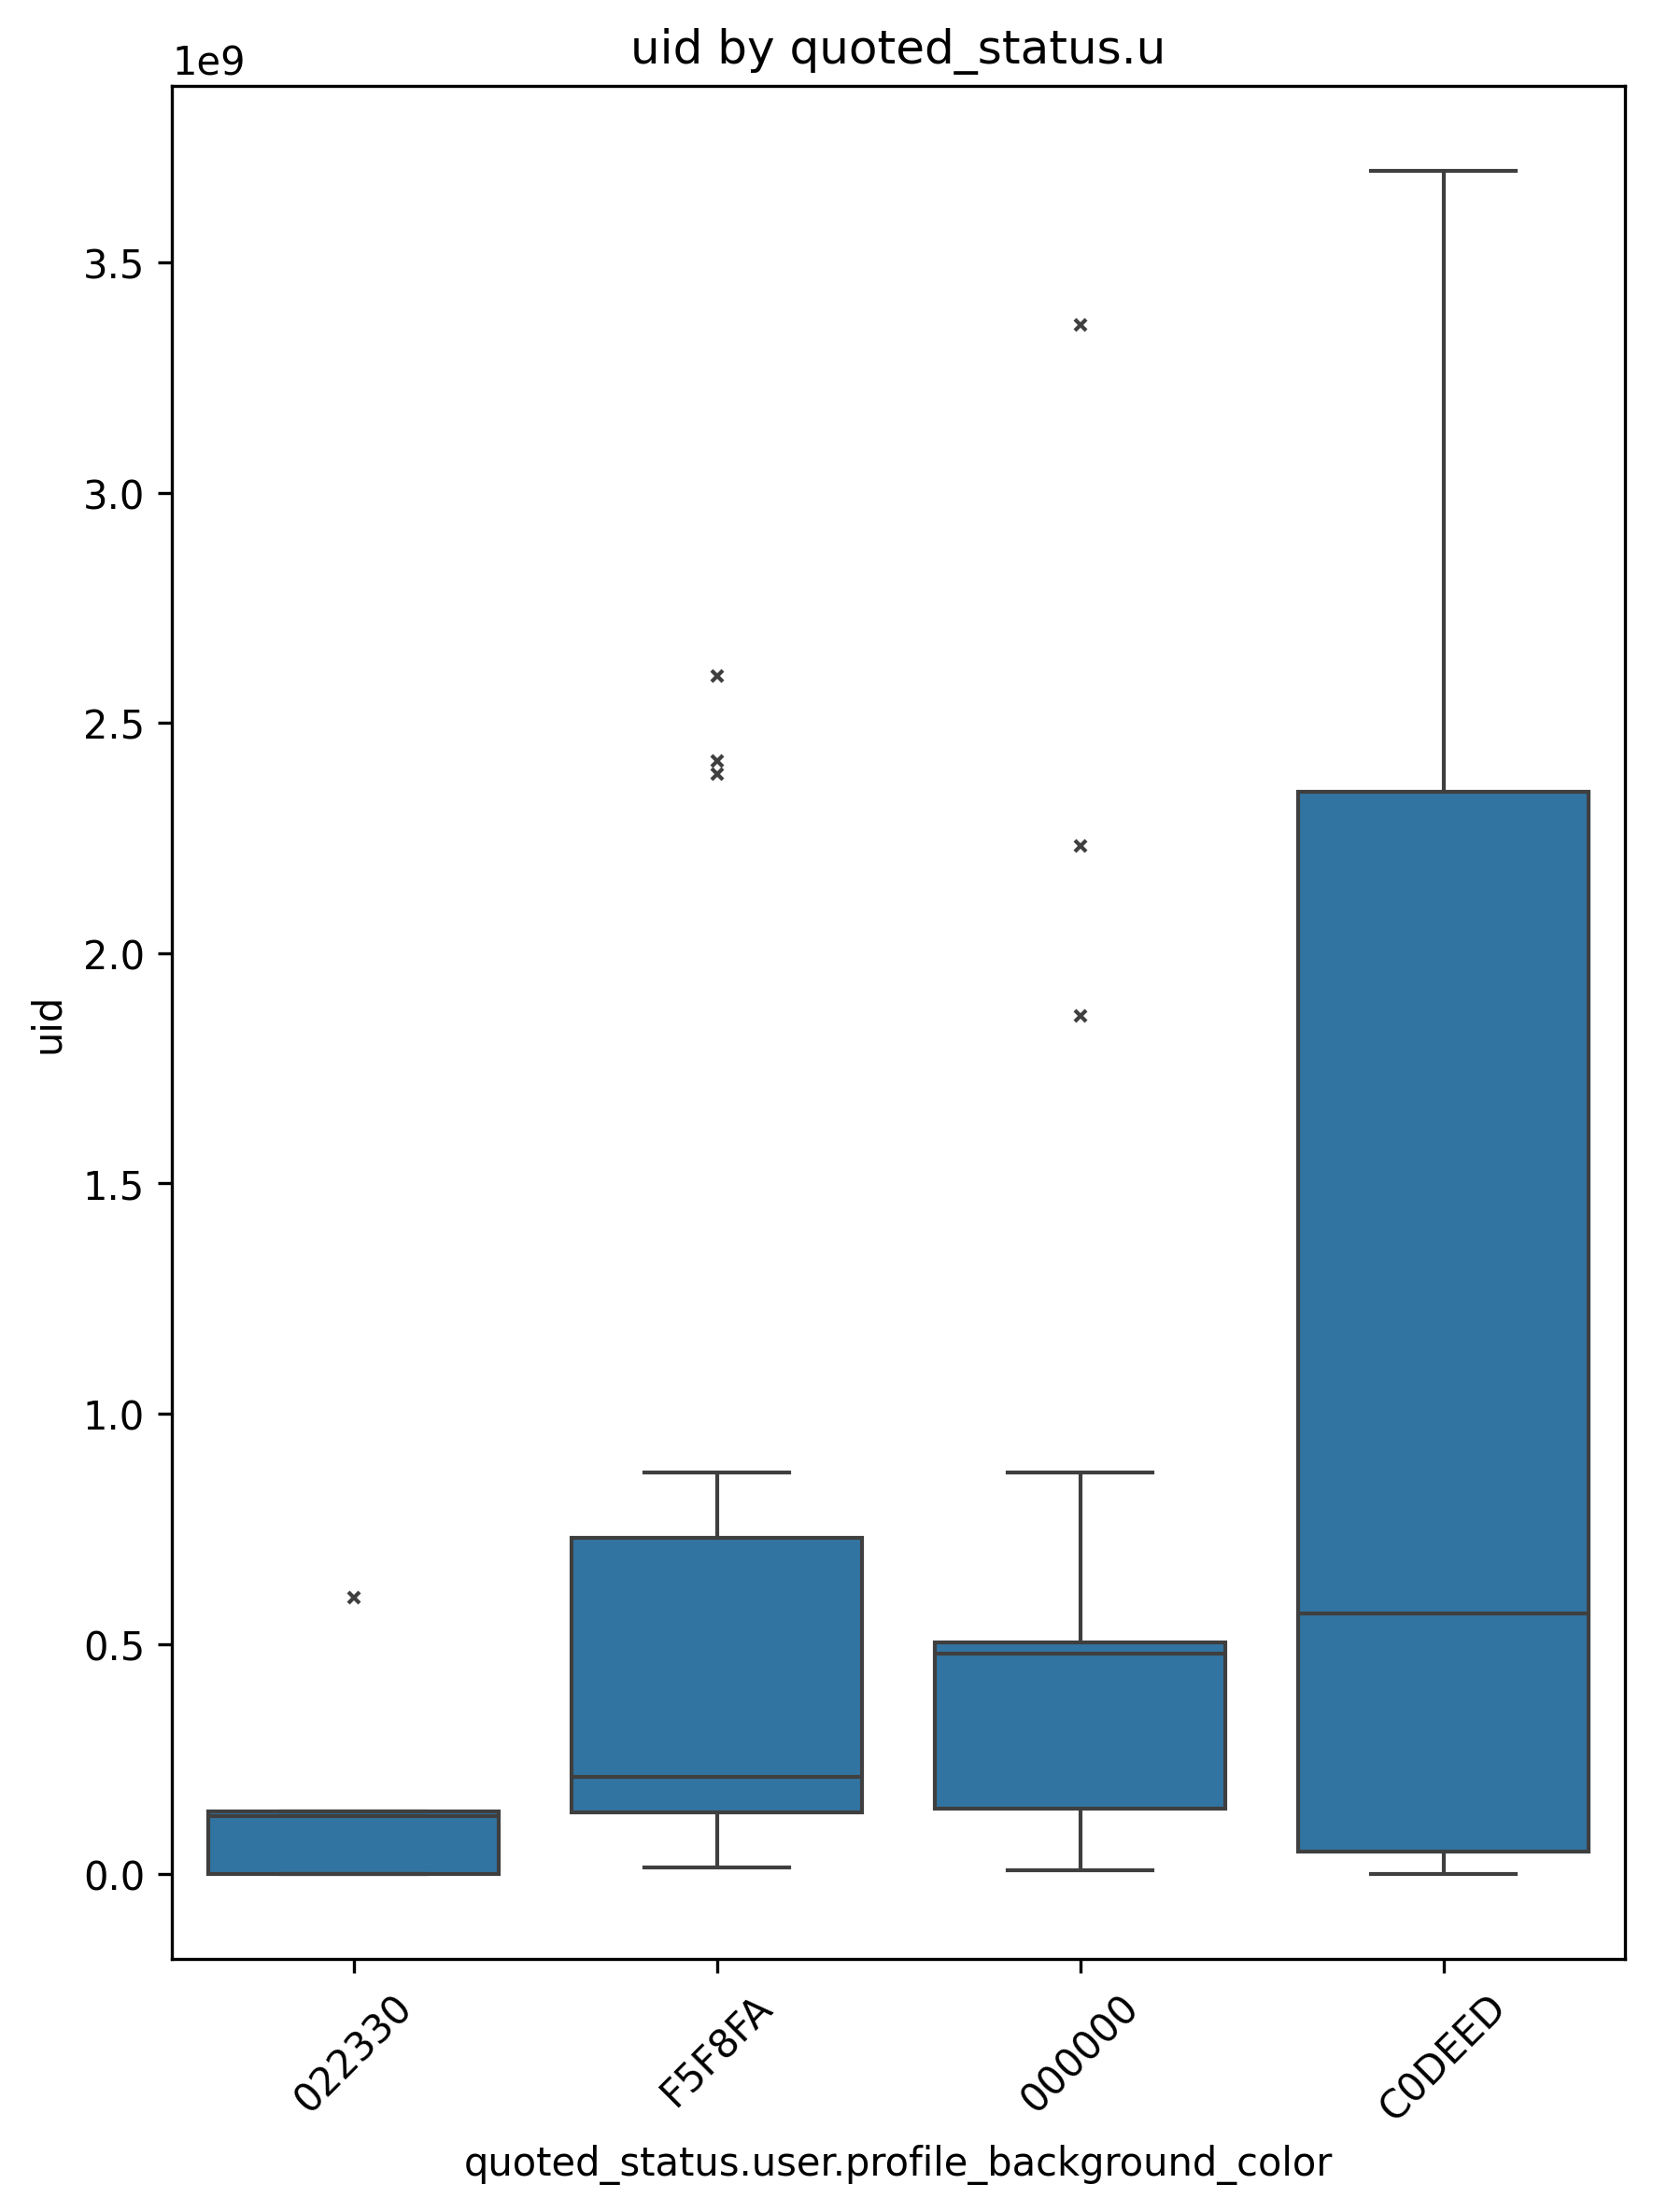 uid by quoted_status.u
1e9
3.5
3.0
2.5
2.0
1.5
1.0
0.5
0.0
uid
022330
F5F8FA
000000
C0DEED
quoted_status.user.profile_background_color